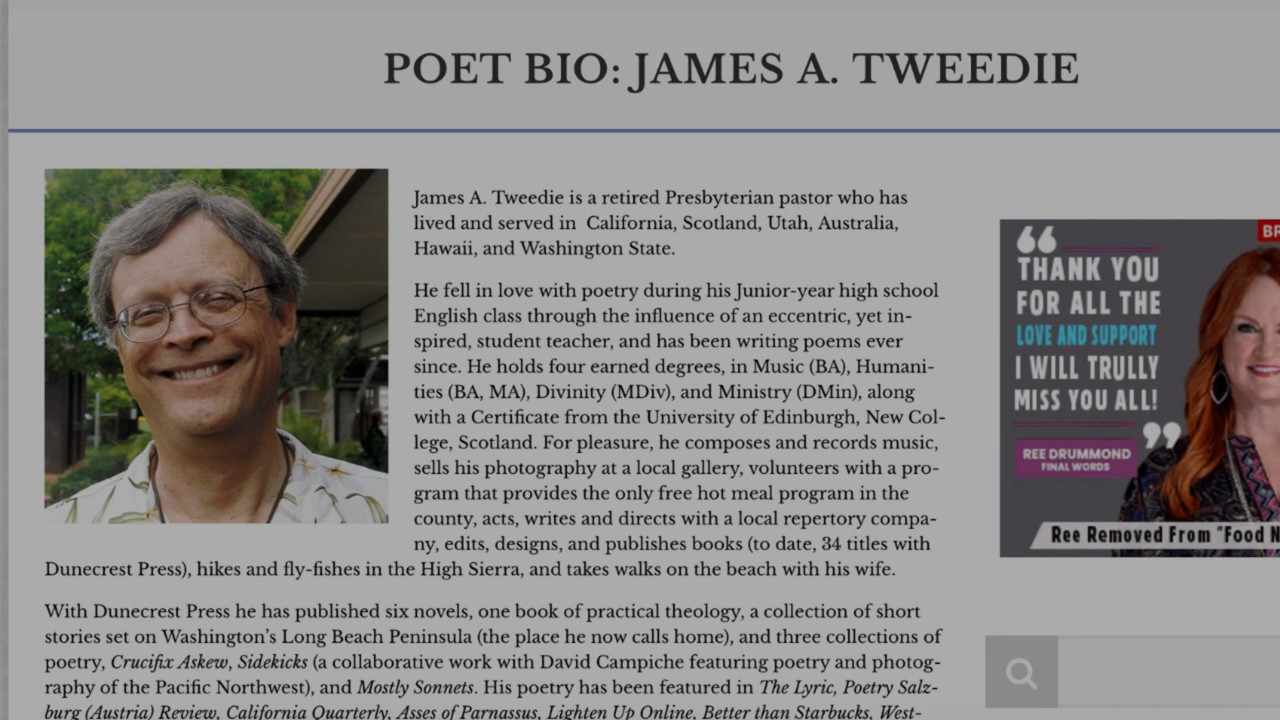 POET BIO: JAMES A. TWEEDIE
James A. Tweedie is a retired Presbyterian pastor who has
lived and served in California, Scotland, Utah, Australia,
Hawaii, and Washington State.
He fell in love with poetry during his Junior-year high school
English class through the influence of an eccentric, yet in-
spired, student teacher, and has been writing poems ever
since. He holds four earned degrees, in Music (BA), Humani-
ties (BA, MA), Divinity (MDiv), and Ministry (DMin), along
with a Certificate from the University of Edinburgh, New Col-
lege, Scotland. For pleasure, he composes and records music,
sells his photography at a local gallery, volunteers with a pro-
gram that provides the only free hot meal program in the
county, acts, writes and directs with a local repertory compa-
ny, edits, designs, and publishes books (to date, 34 titles with
Dunecrest Press), hikes and fly-fishes in the High Sierra, and takes walks on the beach with his wife.
With Dunecrest Press he has published six novels, one book of practical theology, a collection of short
stories set on Washington's Long Beach Peninsula (the place he now calls home), and three collections of
poetry, Crucifix Askew, Sidekicks (a collaborative work with David Campiche featuring poetry and photog-
raphy of the Pacific Northwest), and Mostly Sonnets. His poetry has been featured in The Lyric, Poetry Salz-
burg (Austria) Review, California Quarterly, Asses of Parnassus, Lighten Up Online, Better than Starbucks, West-
BR
“THANK YOU
FOR ALL THE
LOVE AND SUPPORT
I WILL TRULLY
MISS YOU ALL!”
REE DRUMMOND
FINAL WORDS
Ree Removed From "Food N